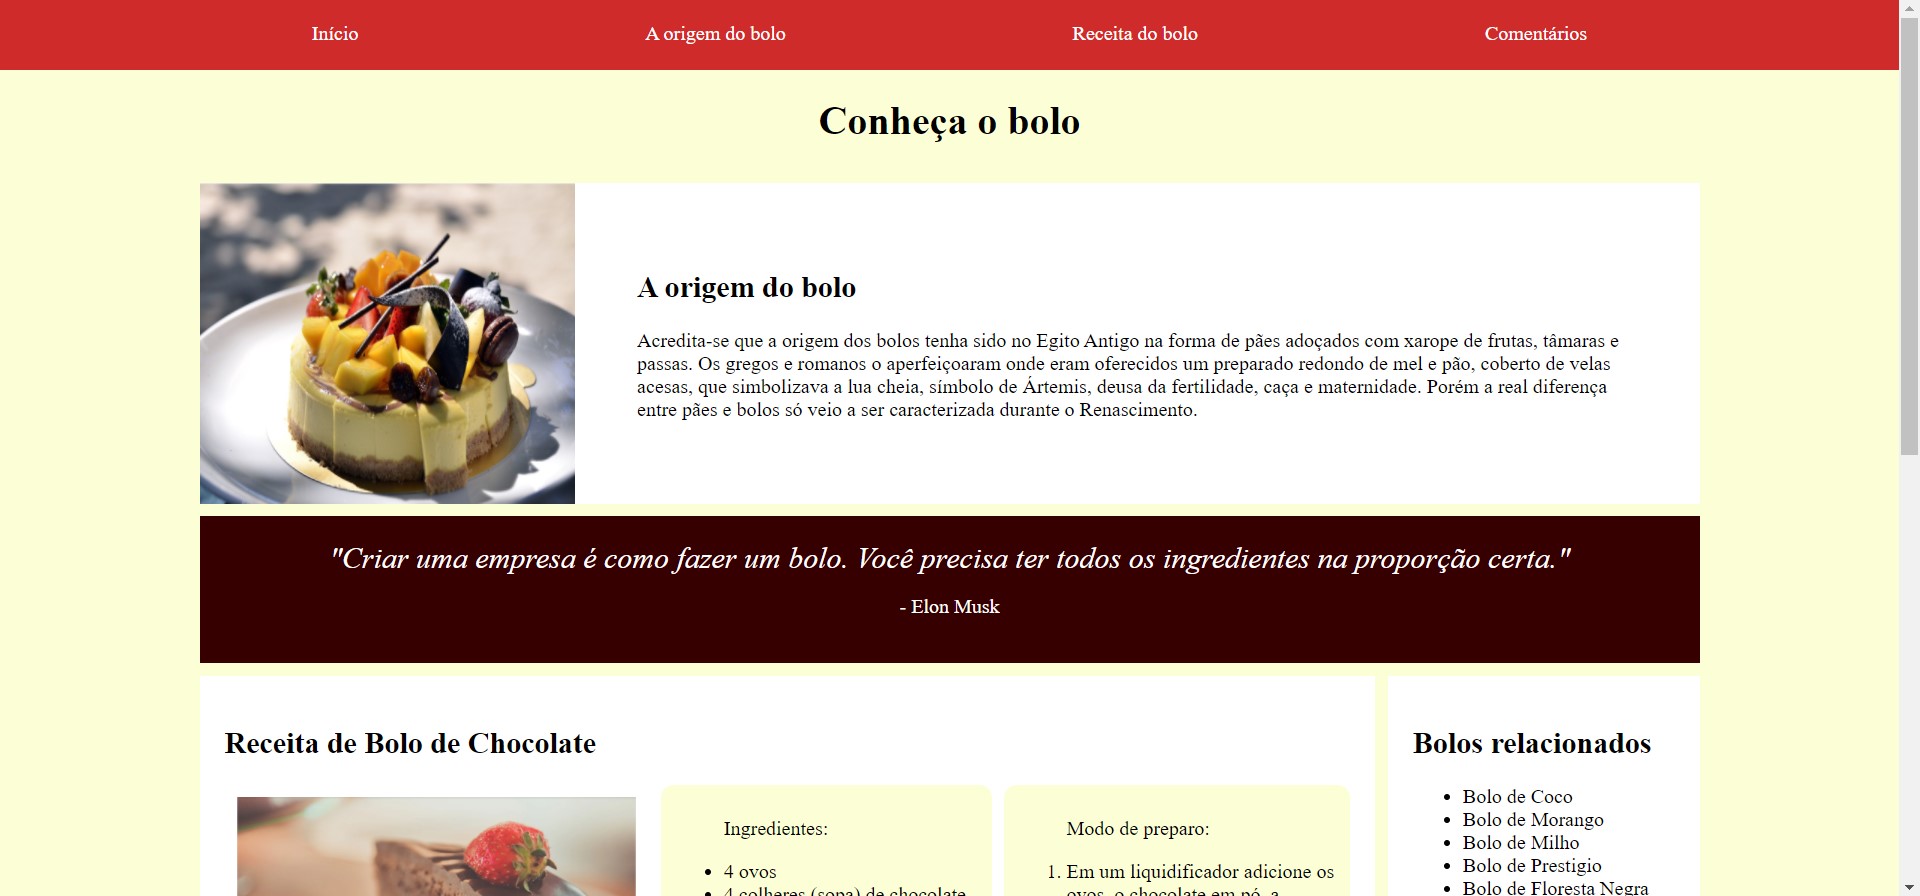 Início
A origem do bolo
Receita do bolo
Comentários
Conheça o bolo
A origem do bolo
Acredita-se que a origem dos bolos tenha sido no Egito Antigo na forma de pães adoçados com xarope de frutas, tâmaras e
passas. Os gregos e romanos o aperfeiçoaram onde eram oferecidos um preparado redondo de mel e pão, coberto de velas
acesas, que simbolizava a lua cheia, símbolo de Ártemis, deusa da fertilidade, caça e maternidade. Porém a real diferença
entre pães e bolos só veio a ser caracterizada durante o Renascimento.
"Criar uma empresa é como fazer um bolo. Você precisa ter todos os ingredientes na proporção certa."
- Elon Musk
Receita de Bolo de Chocolate
Ingredientes:
4 ovos
4 colheres (sopa) de chocolate
Modo de preparo:
1. Em um liquidificador adicione os
ovos, o chocolate em pó, a
Bolos relacionados
Bolo de Coco
Bolo de Morango
Bolo de Milho
Bolo de Prestigio
Bolo de Floresta Negra